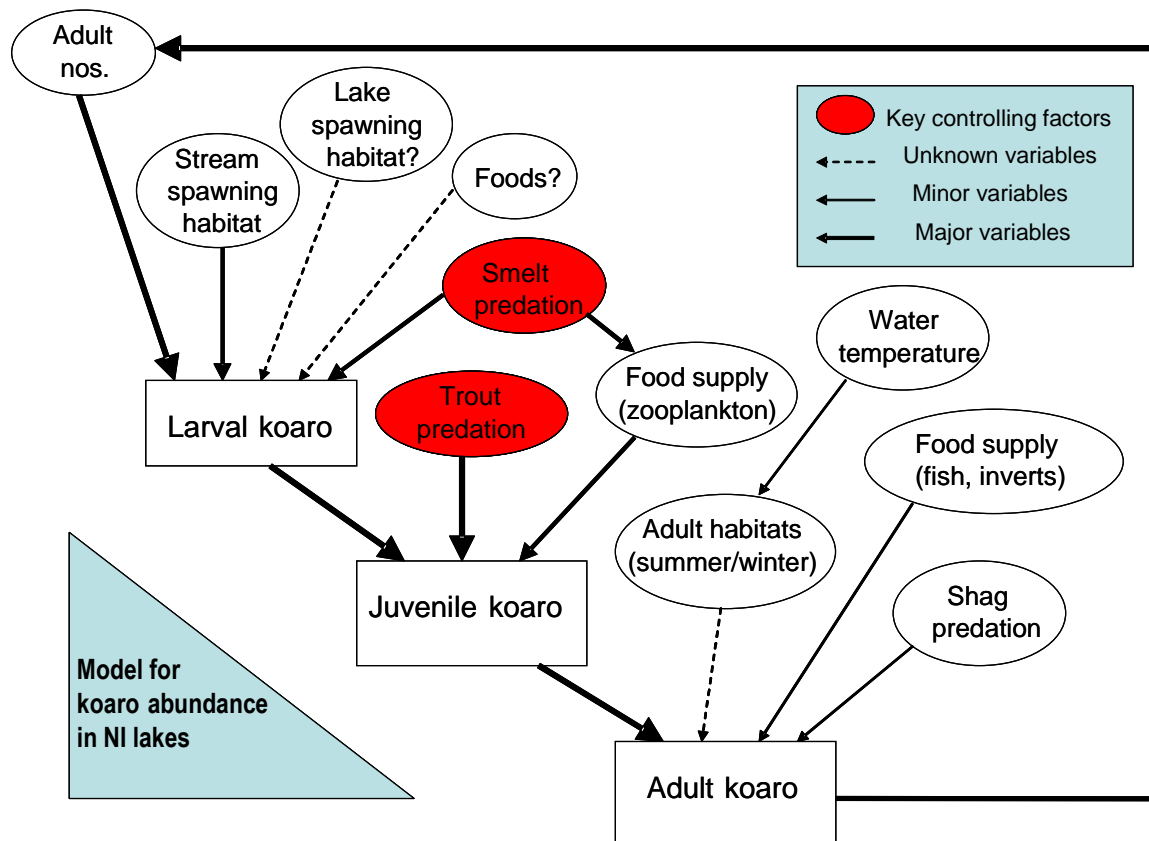 Adult
nos.
Lake
spawning
habitat?
Stream
spawning
habitat
Foods?
Key controlling factors
Unknown variables
Minor variables
Major variables
Smelt
predation
Water
temperature
Food supply
(zooplankton)
Trout
predation
Larval koaro
Food supply
(fish, inverts)
Adult habitats
(summer/winter)
Juvenile koaro
Shag
predation
Model for
koaro abundance
in NI lakes
Adult koaro